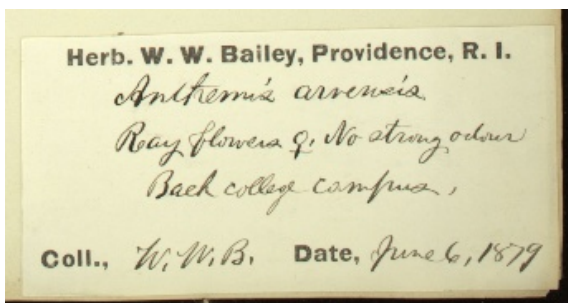 Herb. W. W. Bailey, Providence, R. I.
Anthemis arvensis
Ray flowers ♀. No strong odour
Back college campus.
Coll., W. W. B. Date, June 6, 1879